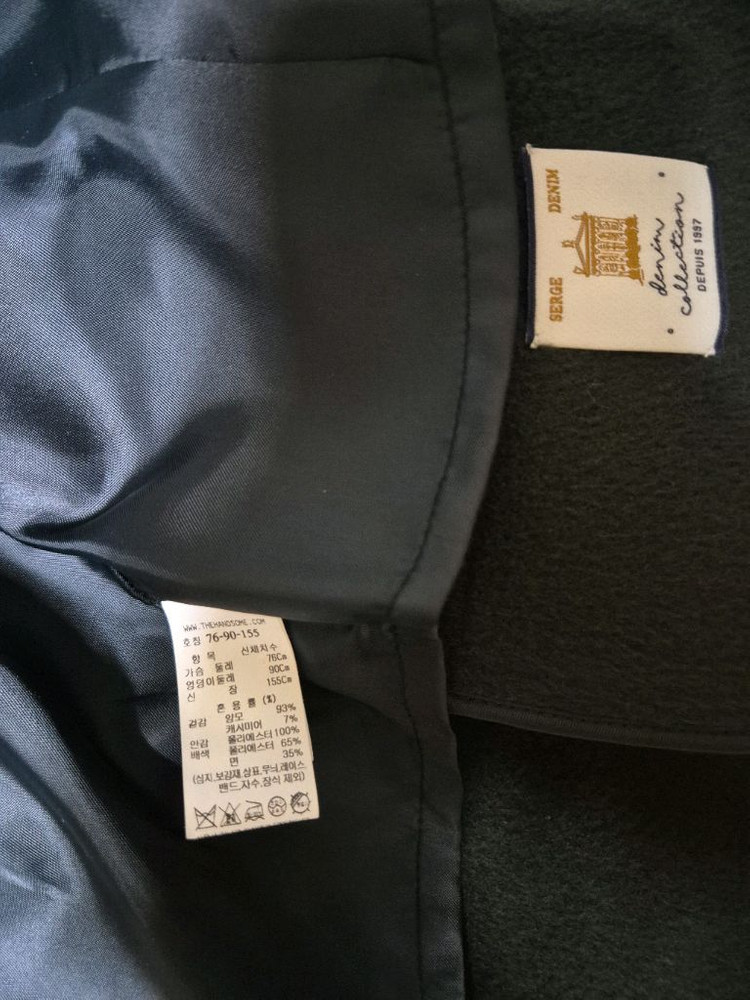 SERGE DENIM
denim
collection
DEPUIS 1997
WWW.THEHANDSOME.COM
호칭 76-90-155
항 목 신체치수
가슴 둘레 76Cm
엉덩이둘레 90Cm
신 장 155Cm
혼 용 률 (%)
겉감 양모 93%
캐시미어 7%
안감 폴리에스터 100%
배색 폴리에스터 65%
면 35%
(심지,보강재,상표,무늬,레이스
밴드,자수,장식 제외)